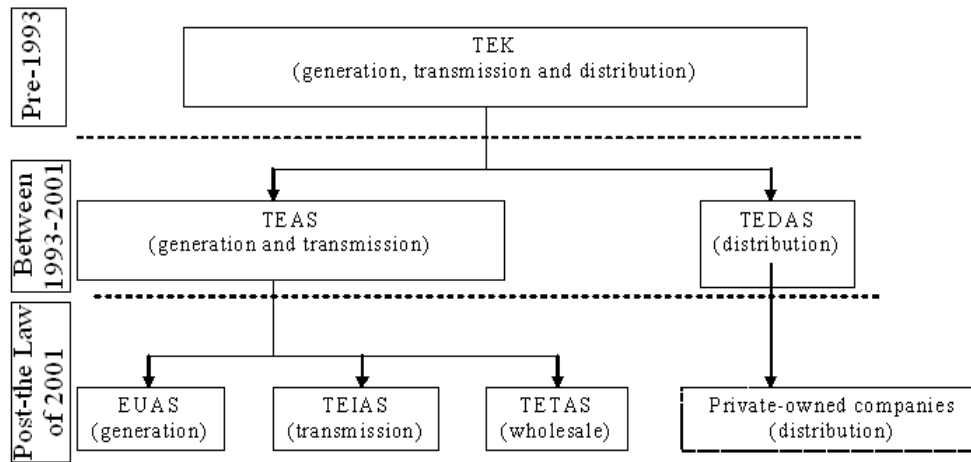 Pre-1993
TEK
(generation, transmission and distribution)
Between
1993-2001
TEAS
(generation and transmission)
TEDAS
(distribution)
Post-the Law
of 2001
EUAS
(generation)
TEIAS
(transmission)
TETAS
(wholesale)
Private-owned companies
(distribution)